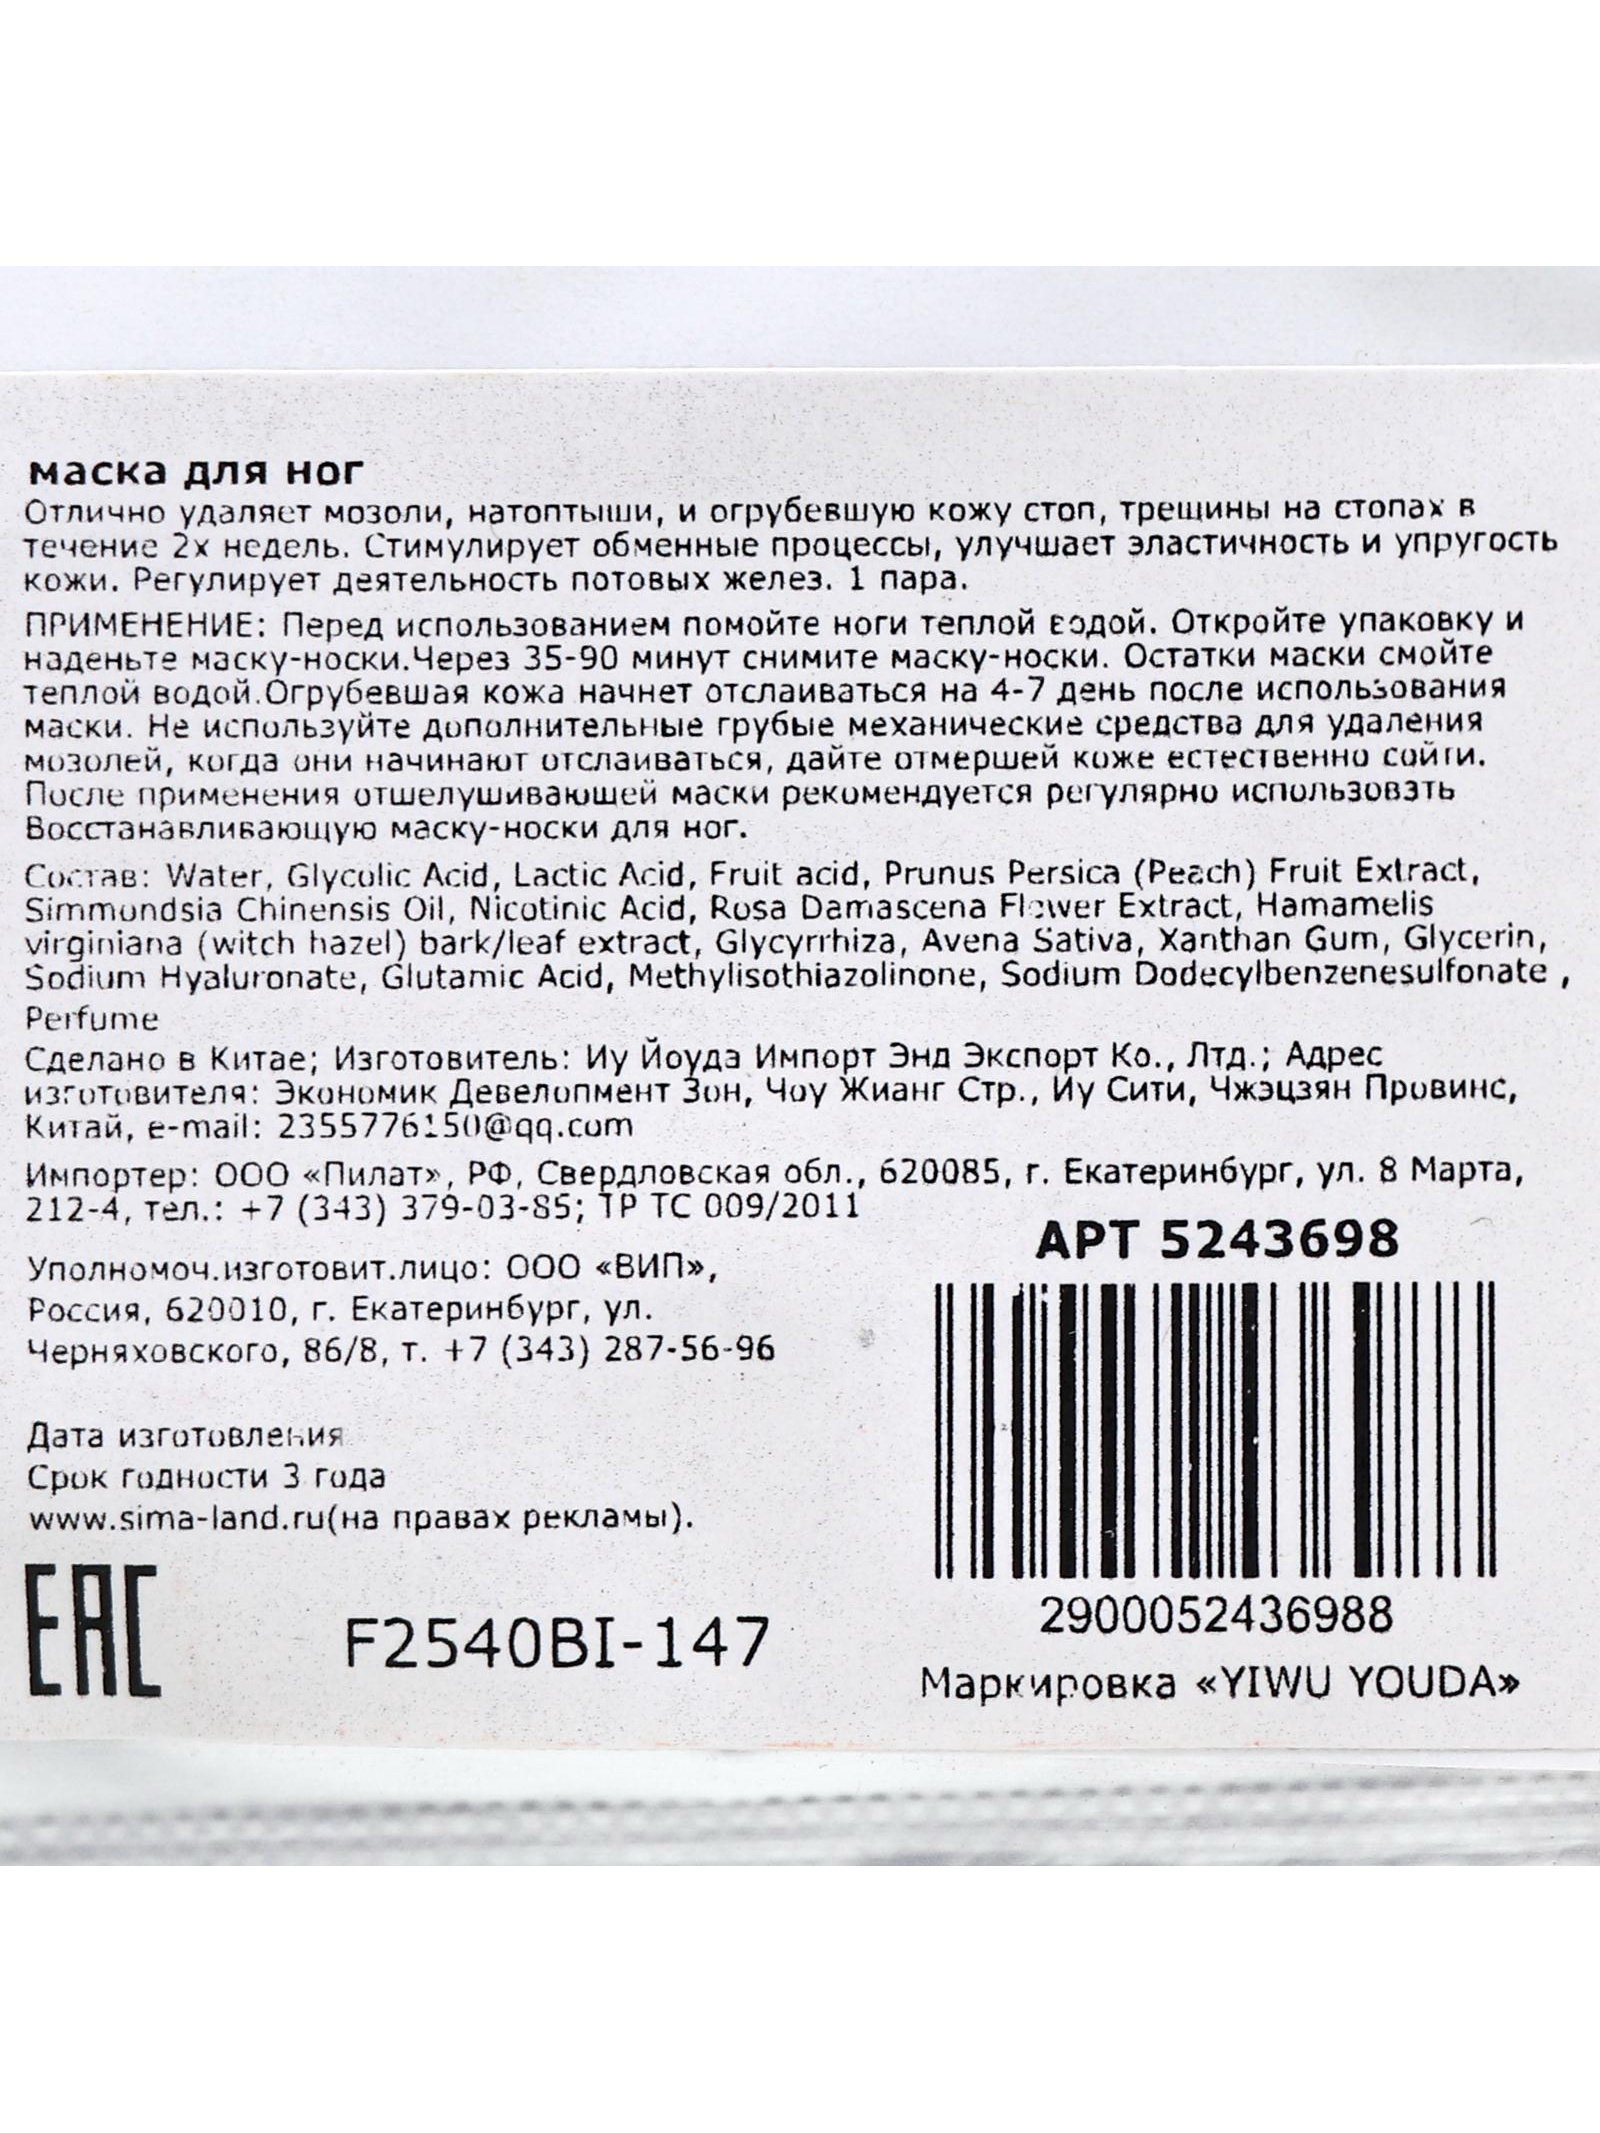 маска для ног
Отлично удаляет мозоли, натоптыши, и огрубевшую кожу стоп, трещины на стопах в
течение 2х недель. Стимулирует обменные процессы, улучшает эластичность и упругость
кожи. Регулирует деятельность потовых желез. 1 пара.
ПРИМЕНЕНИЕ: Перед использованием помойте ноги теплой водой. Откройте упаковку и
наденьте маску-носки.Через 35-90 минут снимите маску-носки. Остатки маски смойте
теплой водой.Огрубевшая кожа начнет отслаиваться на 4-7 день после использования
маски. Не используйте дополнительные грубые механические средства для удаления
мозолей, когда они начинают отслаиваться, дайте отмершей коже естественно сойти.
После применения отшелушивающей маски рекомендуется регулярно использовать
Восстанавливающую маску-носки для ног.
Состав: Water, Glycolic Acid, Lactic Acid, Fruit acid, Prunus Persica (Peach) Fruit Extract,
Simmondsia Chinensis Oil, Nicotinic Acid, Rosa Damascena Flower Extract, Hamamelis
virginiana (witch hazel) bark/leaf extract, Glycyrrhiza, Avena Sativa, Xanthan Gum, Glycerin,
Sodium Hyaluronate, Glutamic Acid, Methylisothiazolinone, Sodium Dodecylbenzenesulfonate ,
Perfume
Сделано в Китае; Изготовитель: Иу Йоуда Импорт Энд Экспорт Ко., Лтд.; Адрес
изготовителя: Экономик Девелопмент Зон, Чоу Жианг Стр., Иу Сити, Чжэцзян Провинс,
Китай, e-mail: 2355776150@qq.com
Импортер: ООО «Пилат», РФ, Свердловская обл., 620085, г. Екатеринбург, ул. 8 Марта,
212-4, тел.: +7 (343) 379-03-85; ТР ТС 009/2011
АРТ 5243698
Уполномоч.изготовит.лицо: ООО «ВИП»,
Россия, 620010, г. Екатеринбург, ул.
Черняховского, 86/8, т. +7 (343) 287-56-96
Дата изготовления
Срок годности 3 года
www.sima-land.ru(на правах рекламы).
EAC
F2540BI-147
2900052436988
Маркировка «YIWU YOUDA»